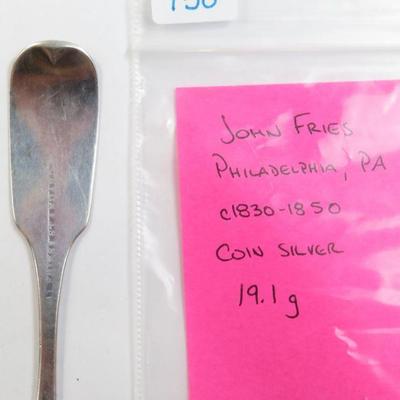 JOHN FRIES
PHILADELPHIA, PA
c1830-1850
COIN SILVER
19.1 g